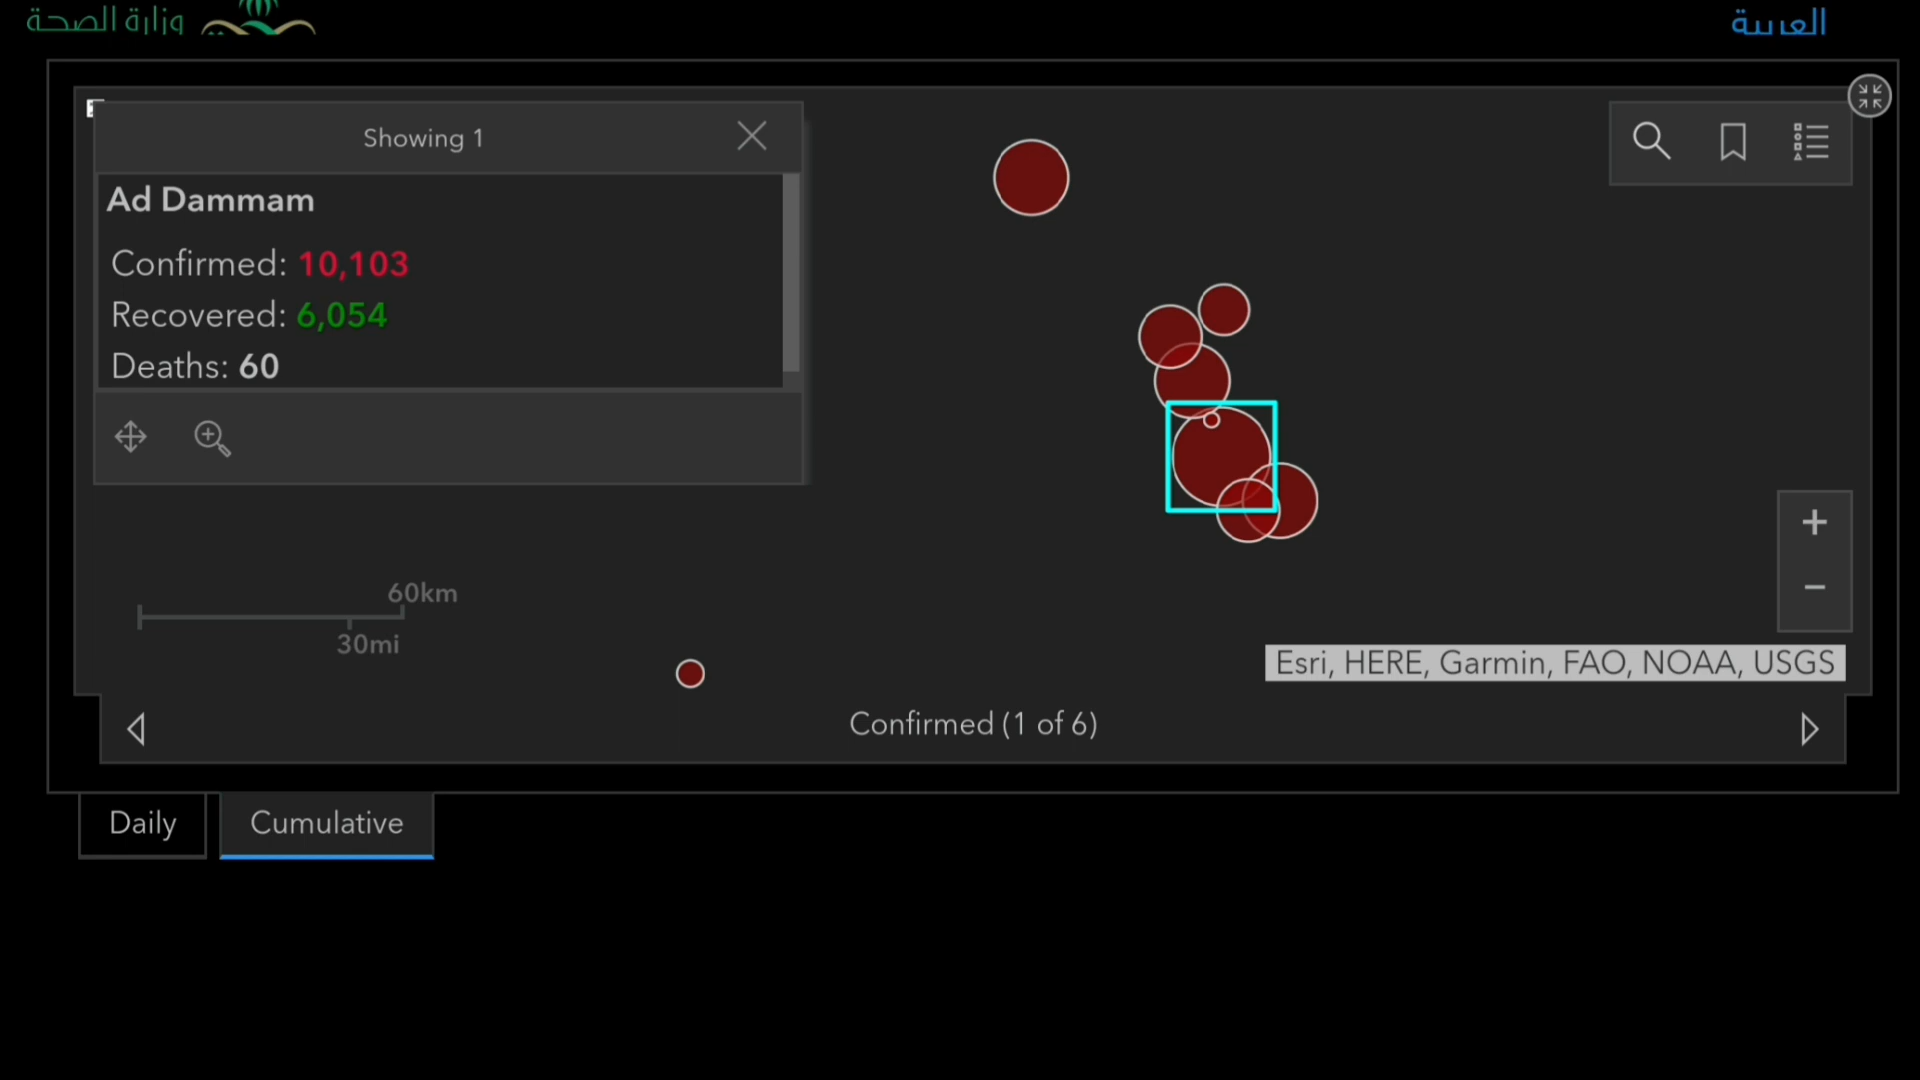 وزارة الصحة
العربية
Showing 1
Ad Dammam
Confirmed: 10,103
Recovered: 6,054
Deaths: 60
60km
30mi
Esri, HERE, Garmin, FAO, NOAA, USGS
Confirmed (1 of 6)
Daily
Cumulative